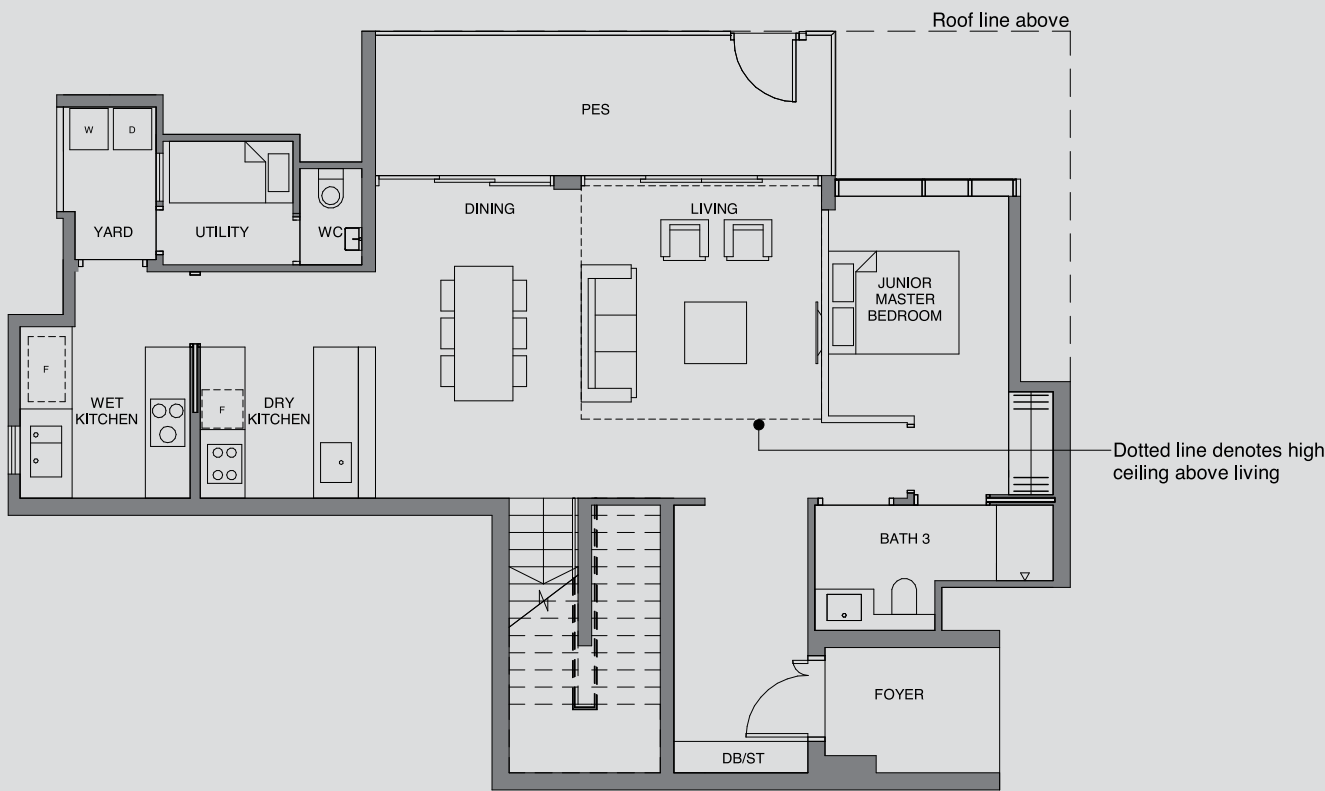 Roof line above
PES
W
D
DINING
LIVING
YARD
UTILITY
WC
JUNIOR
MASTER
BEDROOM
F
WET
KITCHEN
F
DRY
KITCHEN
Dotted line denotes high
ceiling above living
BATH 3
N
FOYER
DB/ST